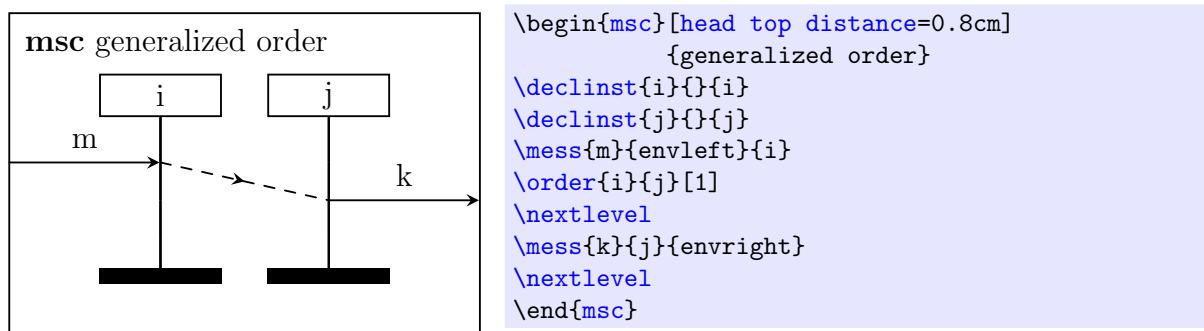 msc generalized order
i
j
m
k
\begin{msc}[head top distance=0.8cm]
{generalized order}
\declinst{i}{}{i}
\declinst{j}{}{j}
\mess{m}{envleft}{i}
\order{i}{j}[1]
\nextlevel
\mess{k}{j}{envright}
\nextlevel
\end{msc}